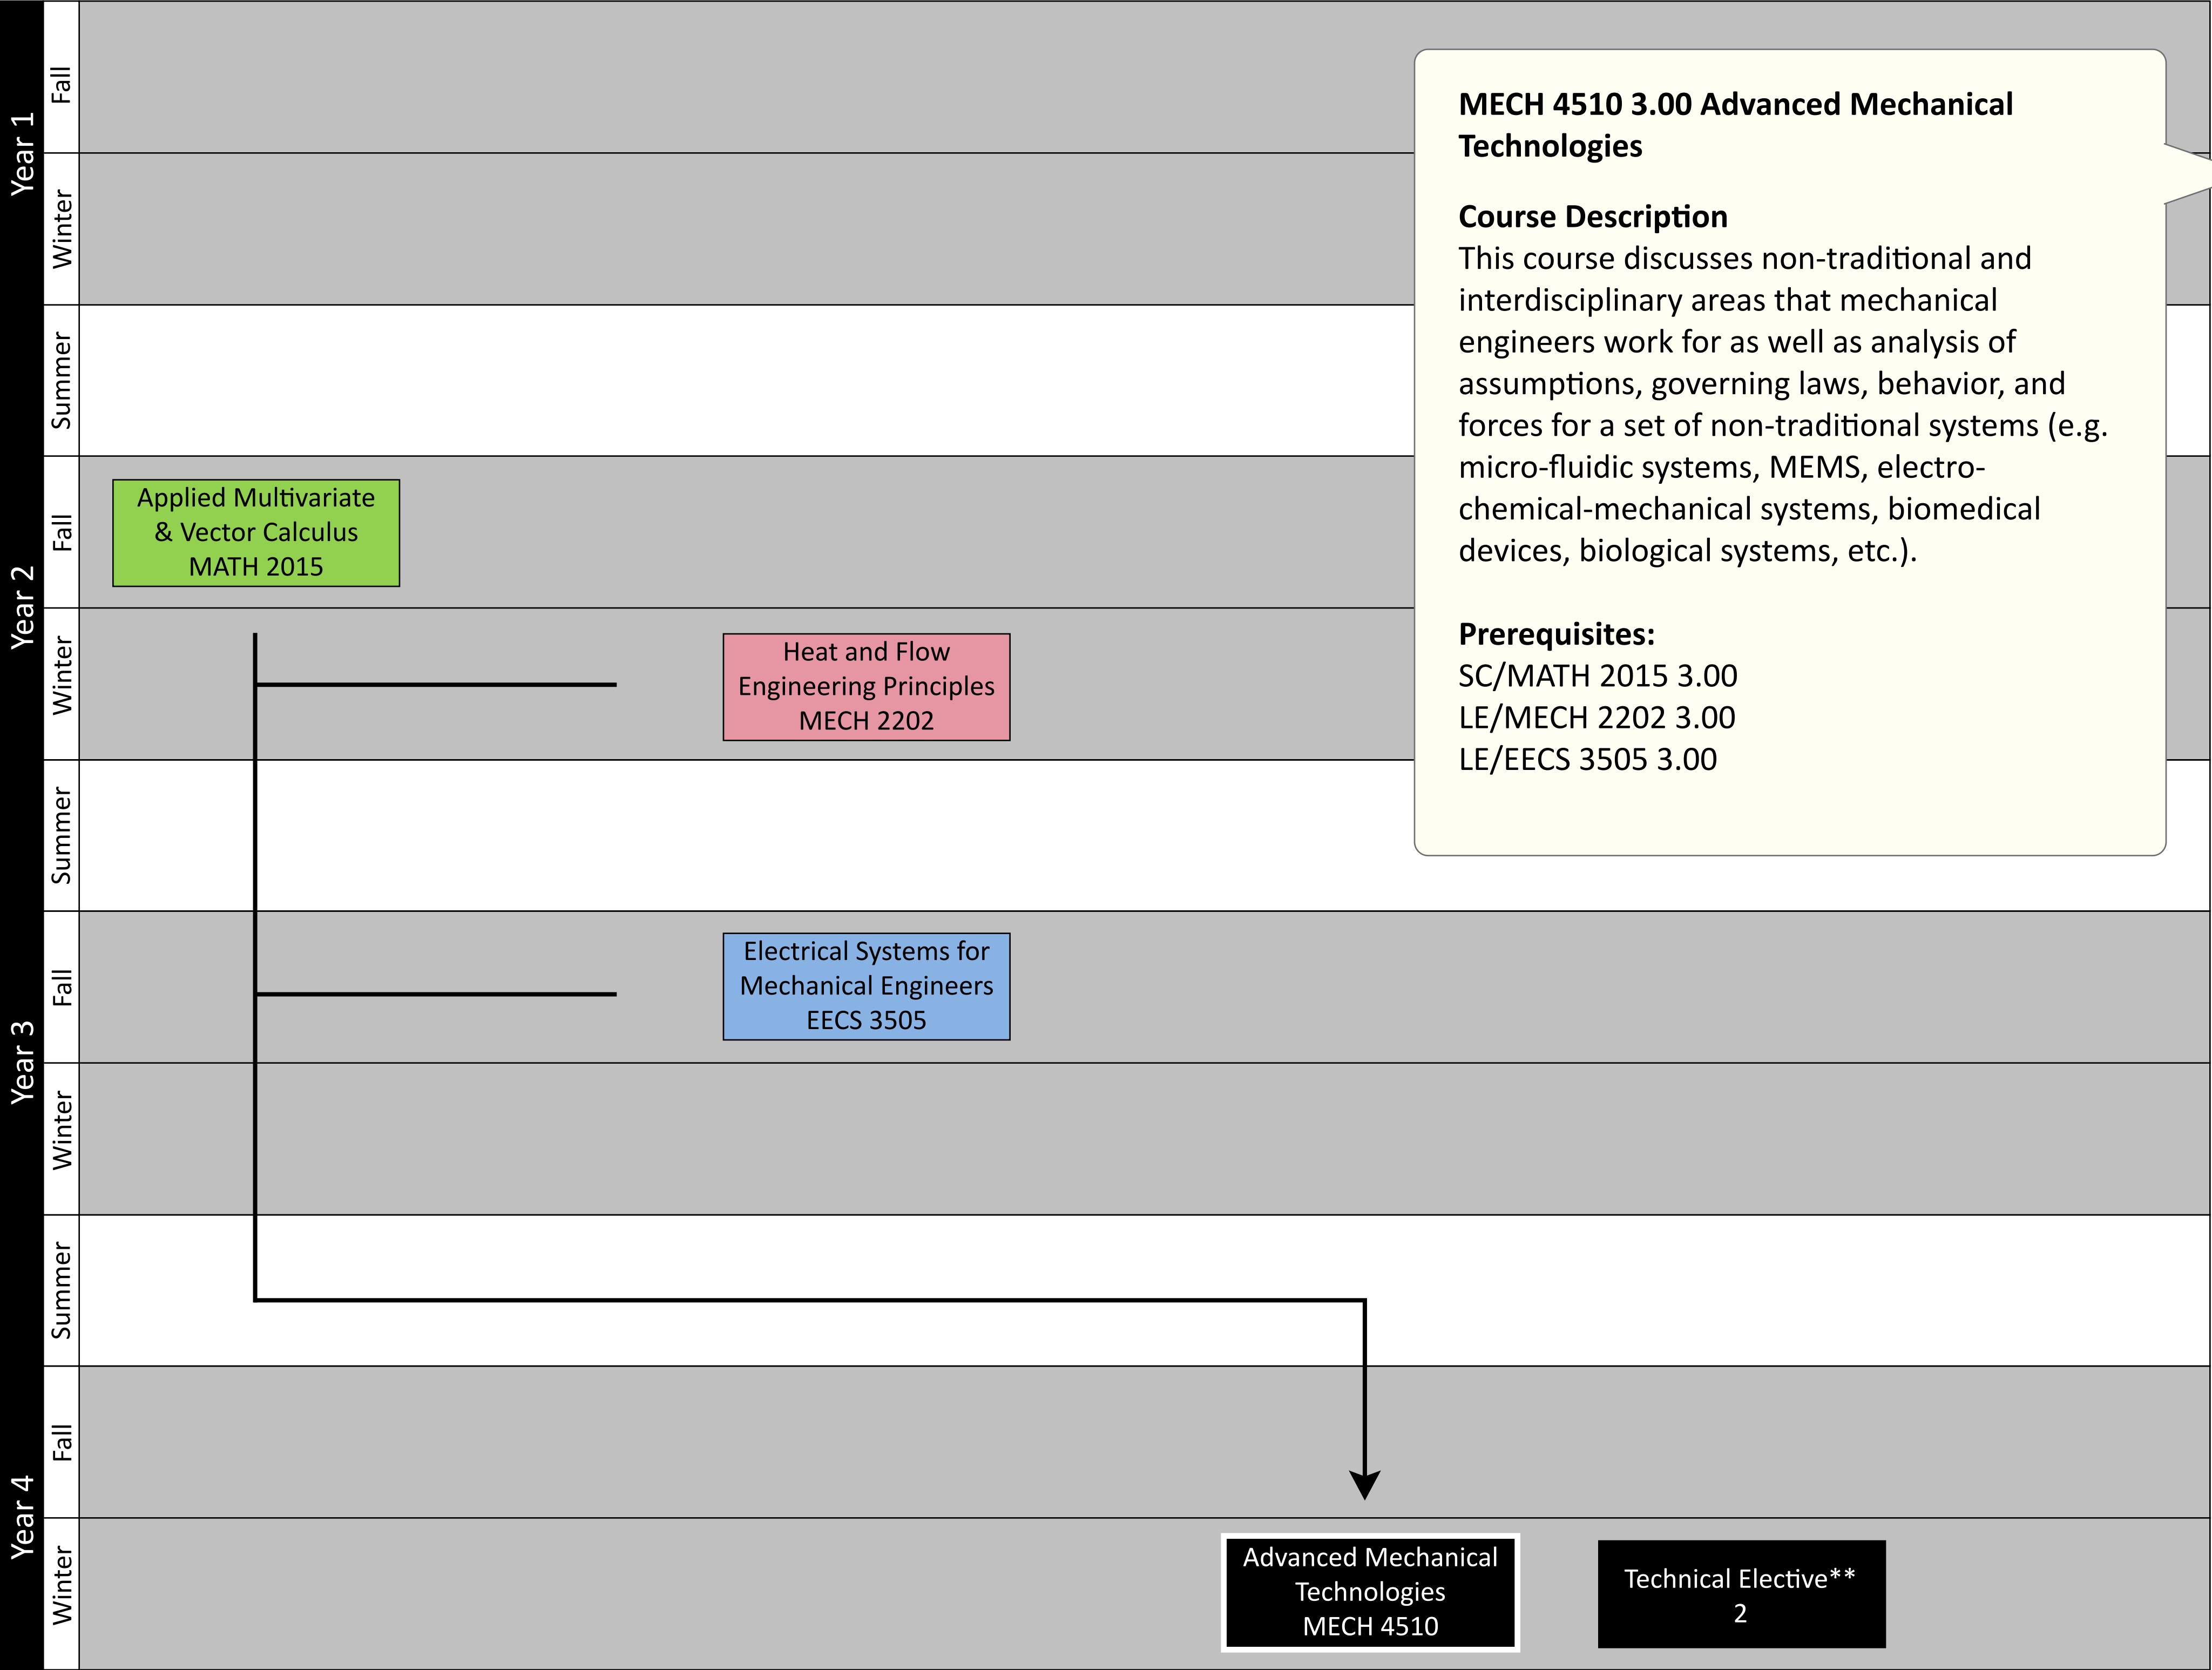 Year 1
Fall
Winter
Summer
MECH 4510 3.00 Advanced Mechanical
Technologies
Course Description
This course discusses non-traditional and
interdisciplinary areas that mechanical
engineers work for as well as analysis of
assumptions, governing laws, behavior, and
forces for a set of non-traditional systems (e.g.
micro-fluidic systems, MEMS, electro-
chemical-mechanical systems, biomedical
devices, biological systems, etc.).
Prerequisites:
SC/MATH 2015 3.00
LE/MECH 2202 3.00
LE/EECS 3505 3.00
Year 2
Fall
Applied Multivariate
& Vector Calculus
MATH 2015
Winter
Heat and Flow
Engineering Principles
MECH 2202
Summer
Year 3
Fall
Electrical Systems for
Mechanical Engineers
EECS 3505
Winter
Summer
Year 4
Fall
Winter
Advanced Mechanical
Technologies
MECH 4510
Technical Elective**
2